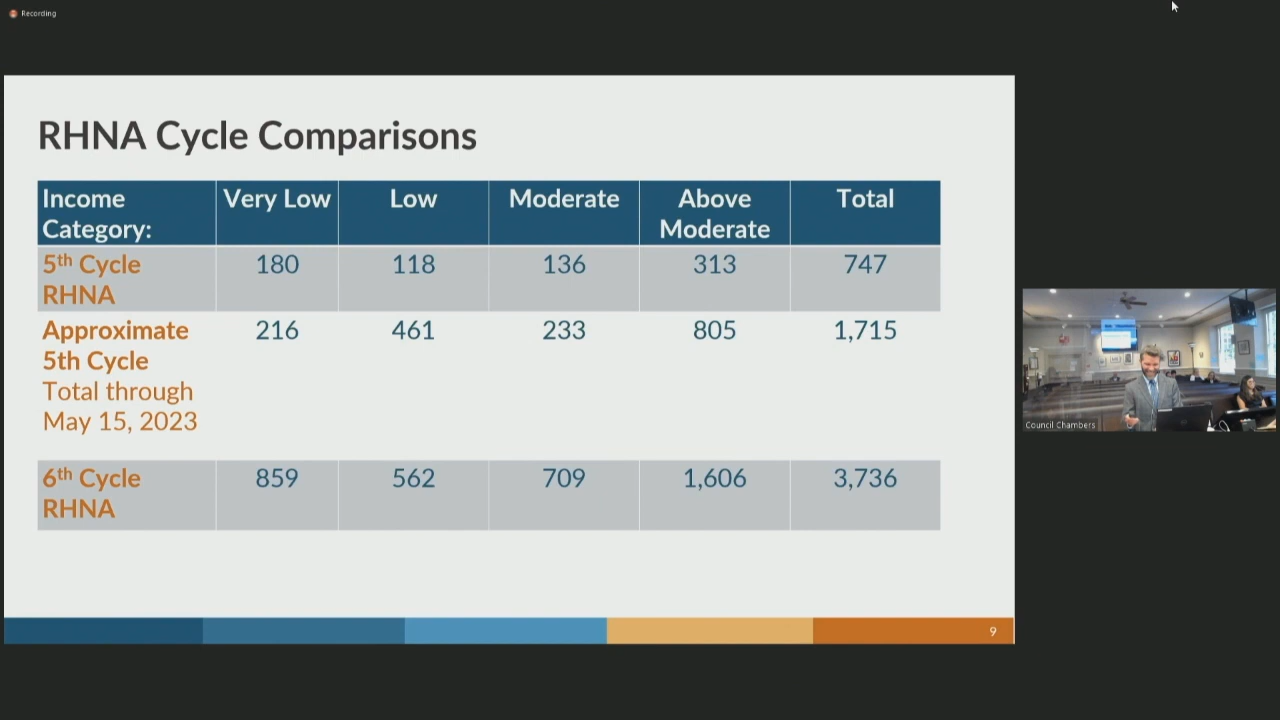 Recording
RHNA Cycle Comparisons
Income Category: Very Low Low Moderate Above Moderate Total
5th Cycle RHNA 180 118 136 313 747
Approximate 5th Cycle Total through May 15, 2023 216 461 233 805 1,715
6th Cycle RHNA 859 562 709 1,606 3,736
9
Council Chambers